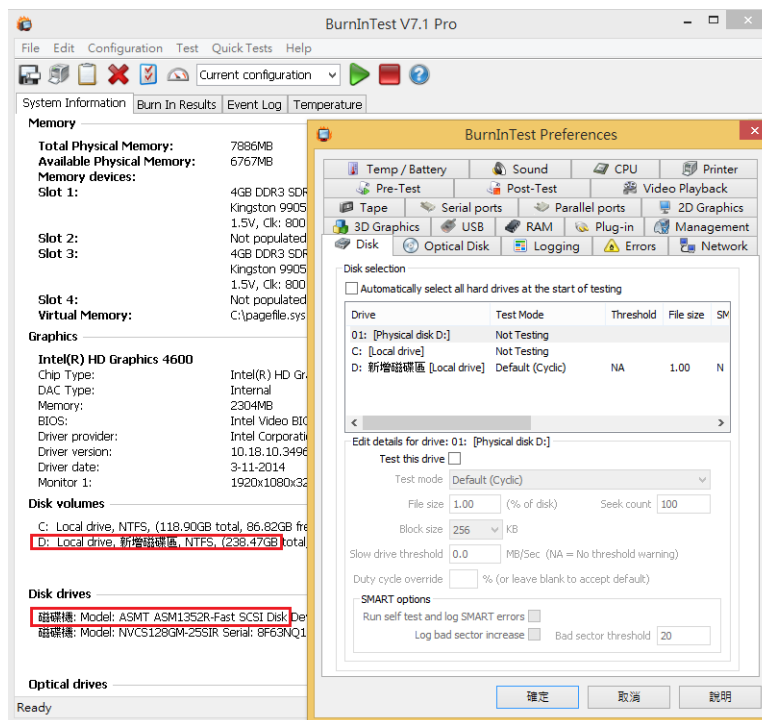 BurnInTest V7.1 Pro
File Edit Configuration Test QuickTests Help
Current configuration
System Information Burn In Results Event Log Temperature
Memory
Total Physical Memory: 7886MB
Available Physical Memory: 6767MB
Memory devices:
Slot 1: 4GB DDR3 SDR
Kingston 9905
1.5V, Clk: 800
Slot 2: Not populated
Slot 3: 4GB DDR3 SDR
Kingston 9905
1.5V, Clk: 800
Slot 4: Not populated
Virtual Memory: C:\pagefile.sys
Graphics
Intel(R) HD Graphics 4600
Chip Type: Intel(R) HD Gr
DAC Type: Internal
Memory: 2304MB
BIOS: Intel Video BIO
Driver provider: Intel Corporati
Driver version: 10.18.10.3496
Driver date: 3-11-2014
Monitor 1: 1920x1080x32
Disk volumes
C: Local drive, NTFS, (118.90GB total, 86.82GB fre
D: Local drive, 新增磁碟區, NTFS, (238.47GB total,
Disk drives
磁碟機: Model: ASMT ASM1352R-Fast SCSI Disk Dev
磁碟機: Model: NVCS128GM-25SIR Serial: 8F63NQ1
Optical drives
Ready
BurnInTest Preferences
Temp / Battery Sound CPU Printer
Pre-Test Post-Test Video Playback
Tape Serial ports Parallel ports 2D Graphics
3D Graphics USB RAM Plug-in Management
Disk Optical Disk Logging Errors Network
Disk selection
Automatically select all hard drives at the start of testing
Drive Test Mode Threshold File size SM
01: [Physical disk D:] Not Testing
C: [Local drive] Not Testing
D: 新增磁碟區 [Local drive] Default (Cyclic) NA 1.00 N
Edit details for drive: 01: [Physical disk D:]
Test this drive
Test mode Default (Cyclic)
File size 1.00 (% of disk) Seek count 100
Block size 256 KB
Slow drive threshold 0.0 MB/Sec (NA = No threshold warning)
Duty cycle override % (or leave blank to accept default)
SMART options
Run self test and log SMART errors
Log bad sector increase Bad sector threshold 20
確定 取消 說明